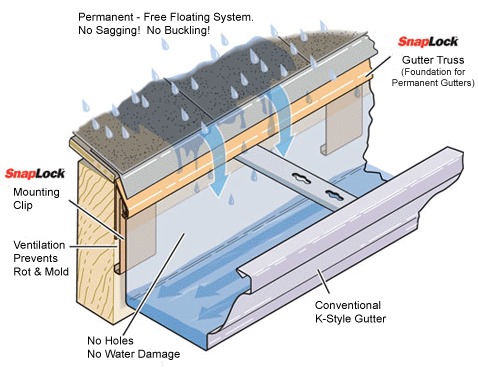 Permanent - Free Floating System.
No Sagging! No Buckling!
SnapLock
Gutter Truss
(Foundation for
Permanent Gutters)
SnapLock
Mounting
Clip
Ventilation
Prevents
Rot & Mold
Conventional
K-Style Gutter
No Holes
No Water Damage